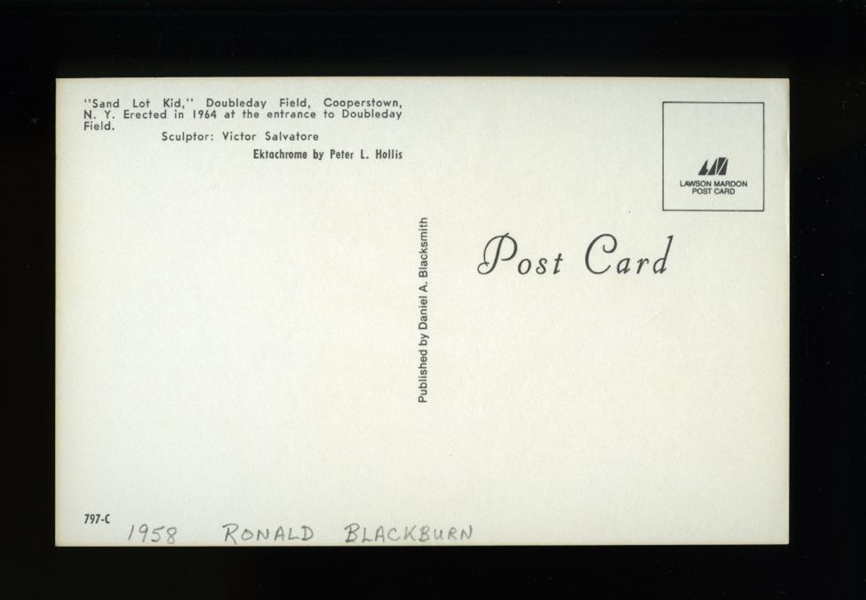 "Sand Lot Kid," Doubleday Field, Cooperstown,
N. Y. Erected in 1964 at the entrance to Doubleday
Field.
Sculptor: Victor Salvatore
Ektachrome by Peter L. Hollis
LAWSON MARDON
POST CARD
Post Card
Published by Daniel A. Blacksmith
797-C
1958 RONALD BLACKBURN